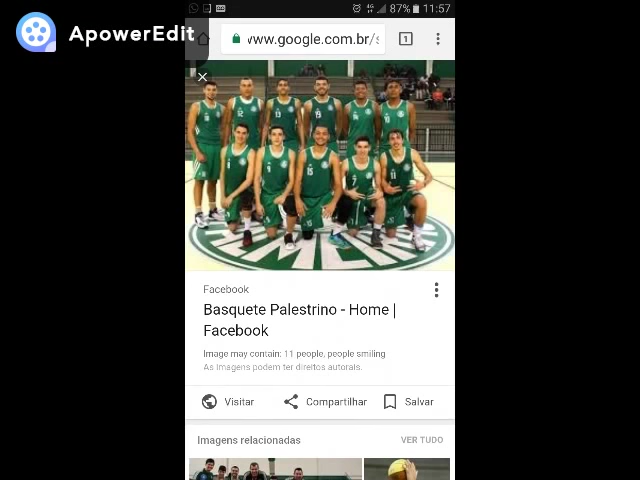 ApowerEdit
87% 11:57
www.google.com.br/s
1
Facebook
Basquete Palestrino - Home |
Facebook
Image may contain: 11 people, people smiling
As imagens podem ter direitos autorais.
Visitar Compartilhar Salvar
Imagens relacionadas VER TUDO